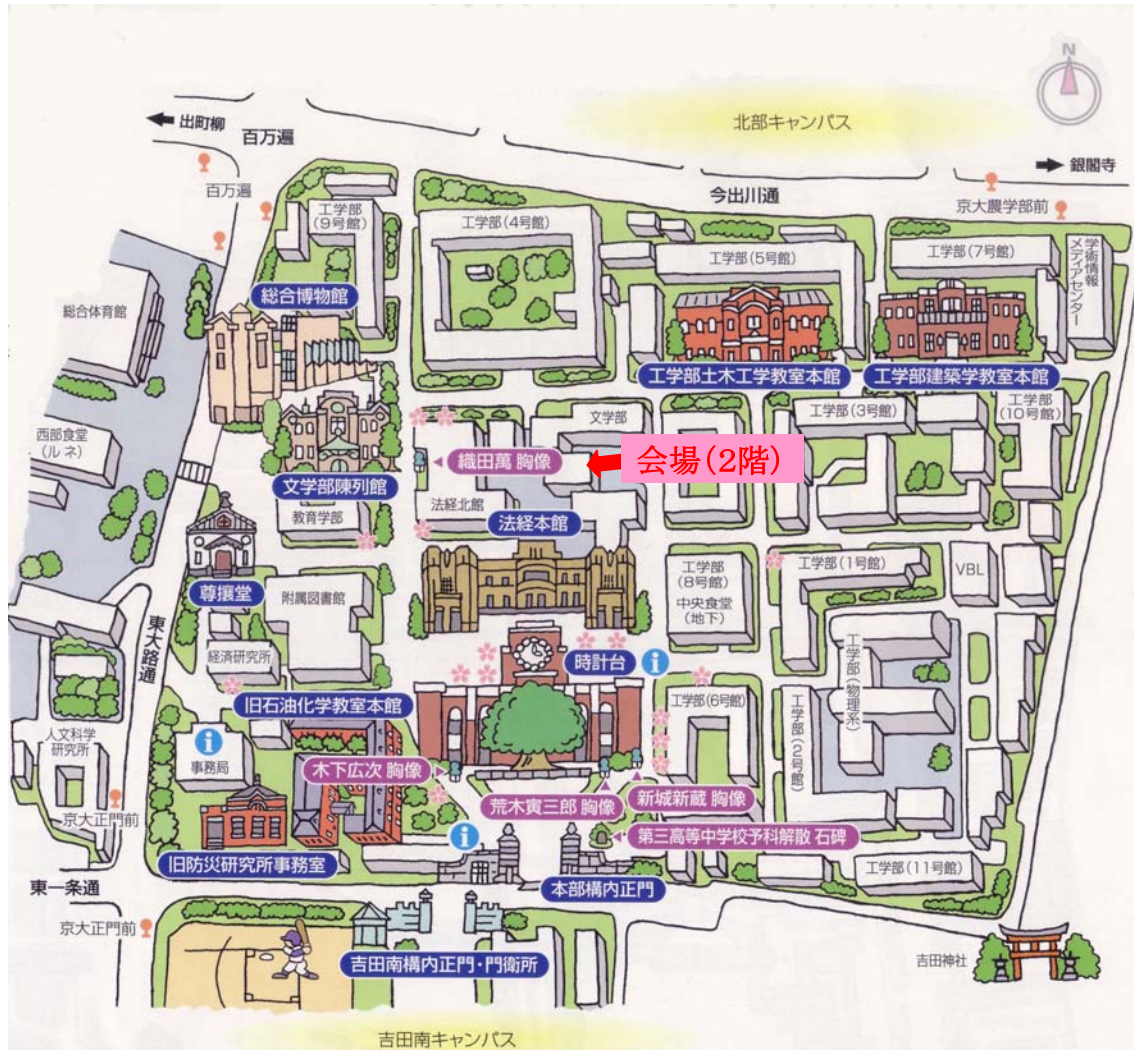 N
北部キャンパス
出町柳
百万遍
銀閣寺
百万遍
今出川通
京大農学部前
工学部
(9号館)
工学部(4号館)
工学部(5号館)
工学部(7号館)
学術情報
メディアセンター
総合博物館
総合体育館
工学部土木工学教室本館
工学部建築学教室本館
文学部
工学部(3号館)
工学部
(10号館)
西部食堂
(ルネ)
織田萬 胸像
会場(2階)
文学部陳列館
法経北館
教育学部
法経本館
尊攘堂
附属図書館
工学部
(8号館)
中央食堂
(地下)
工学部(1号館)
VBL
東大路通
経済研究所
時計台
i
工学部(物理系)
旧石油化学教室本館
工学部(6号館)
工学部(2号館)
人文科学
研究所
i
事務局
木下広次 胸像
荒木寅三郎 胸像
新城新蔵 胸像
京大正門前
i
第三高等中学校予科解散 石碑
旧防災研究所事務室
工学部(11号館)
東一条通
本部構内正門
京大正門前
吉田南構内正門・門衛所
吉田神社
吉田南キャンパス